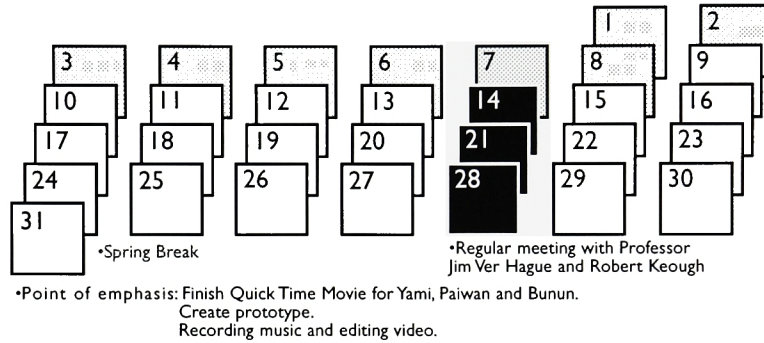 1 2
3 4 5 6 7 8 9
10 11 12 13 14 15 16
17 18 19 20 21 22 23
24 25 26 27 28 29 30
31
•Spring Break
•Regular meeting with Professor
Jim Ver Hague and Robert Keough
•Point of emphasis: Finish Quick Time Movie for Yami, Paiwan and Bunun.
Create prototype.
Recording music and editing video.